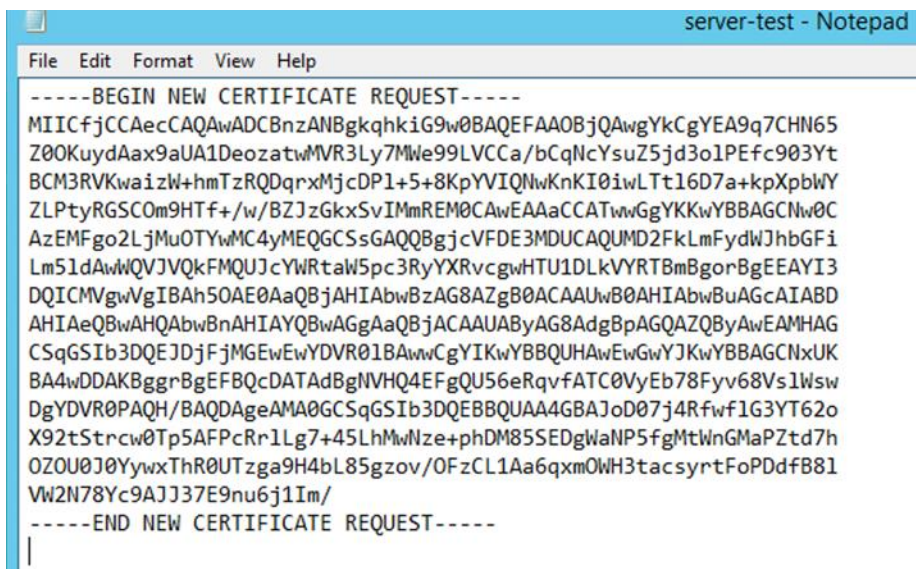 server-test - Notepad
File Edit Format View Help
-----BEGIN NEW CERTIFICATE REQUEST-----
MIICfjCCAecCAQAwADCBnzANBgkqhkiG9w0BAQEFAAOBjQAwgYkCgYEA9q7CHN65
Z0OKuydAax9aUA1DeozatwMVR3Ly7MWe99LVCCa/bCqNcYsuZ5jd3olPEfc903Yt
BCM3RVKwaizW+hmTzRQDqrxMjcDPl+5+8KpYVIQNwKnKI0iwLTtl6D7a+kpXpbWY
ZLPtyRGSCOm9HTf+/w/BZJzGkxSvIMmREM0CAwEAAaCCATwwGgYKKwYBBAGCNw0C
AzEMFgo2LjMuOTYwMC4yMEQGCSsGAQQBgjcVFDE3MDUCAQUMD2FkLmFydWJhbGFi
Lm5ldAwWQVJVQkFMQUJcYWRtaW5pc3RyYXRvcgwHTU1DLkVYRTBmBgorBgEEAYI3
DQICMVgwVgIBAh5OAE0AaQBjAHIAbwBzAG8AZgB0ACAAUwB0AHIAbwBuAGcAIABD
AHIAeQBwAHQAbwBnAHIAYQBwAGgAaQBjACAAUAByAG8AdgBpAGQAZQByAwEAMHAG
CSqGSIb3DQEJDjFjMGEwEwYDVR0lBAwwCgYIKwYBBQUHAwEwGwYJKwYBBAGCNxUK
BA4wDDAKBggrBgEFBQcDATAdBgNVHQ4EFgQU56eRqvfATC0VyEb78Fyv68VslWsw
DgYDVR0PAQH/BAQDAgeAMA0GCSqGSIb3DQEBBQUAA4GBAJoD07j4RfwflG3YT62o
X92tStrcw0Tp5AFPcRrlLg7+45LhMwNze+phDM85SEDgWaNP5fgMtWnGMaPZtd7h
OZOU0J0YywxThR0UTzga9H4bL85gzov/OFzCL1Aa6qxmOWH3tacsyrtFoPDdfB8l
VW2N78Yc9AJJ37E9nu6j1Im/
-----END NEW CERTIFICATE REQUEST-----